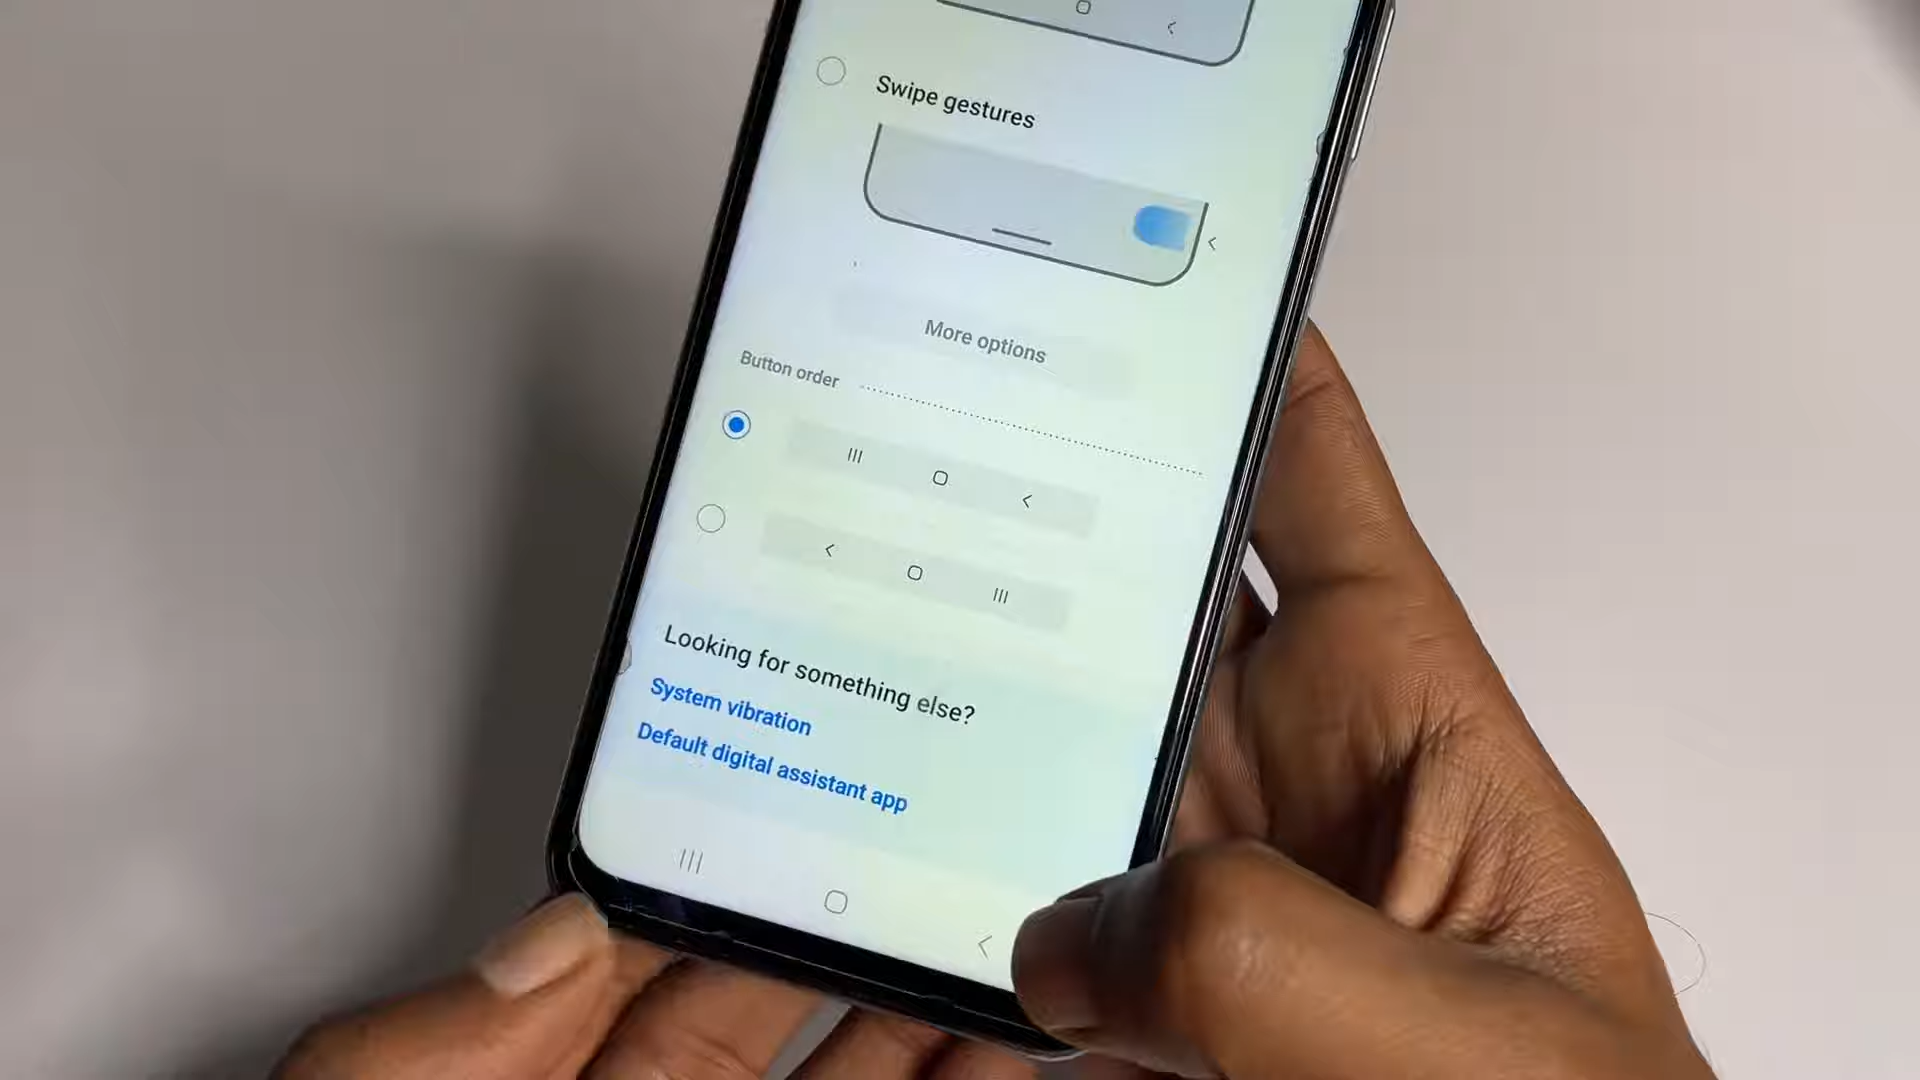 Swipe gestures
More options
Button order
Looking for something else?
System vibration
Default digital assistant app